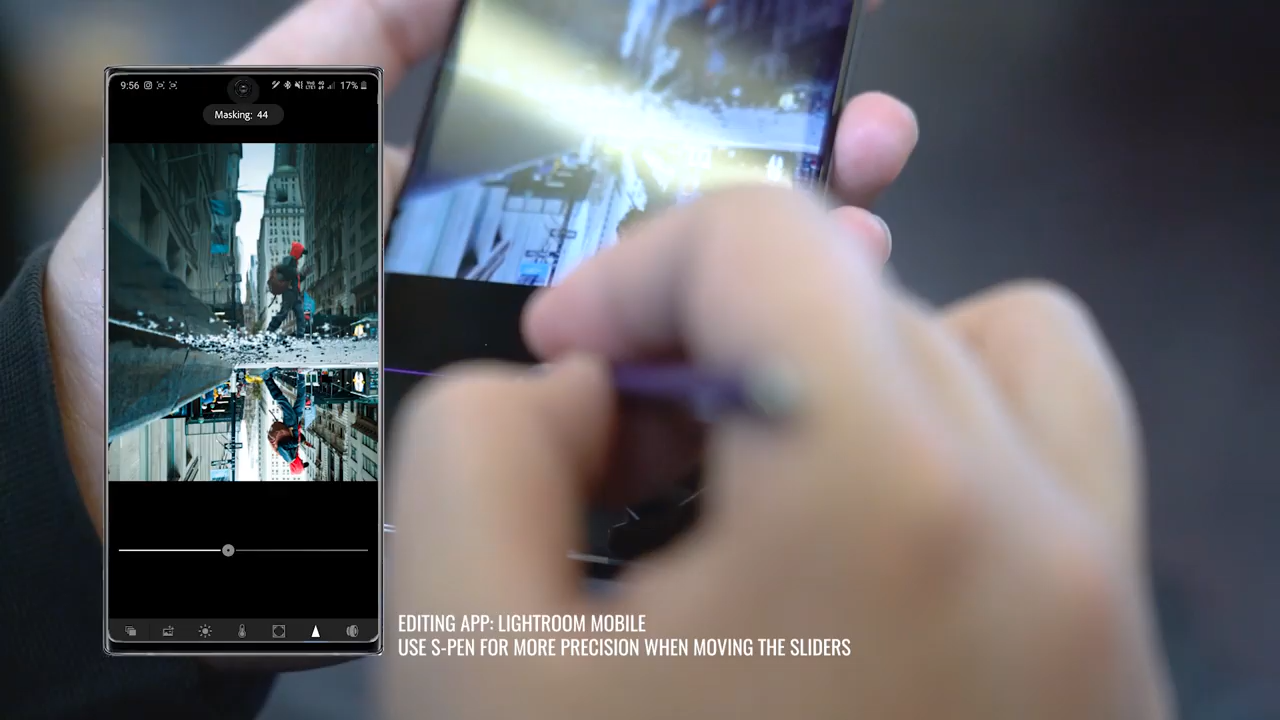 9:56
17%
Masking: 44
EDITING APP: LIGHTROOM MOBILE
USE S-PEN FOR MORE PRECISION WHEN MOVING THE SLIDERS